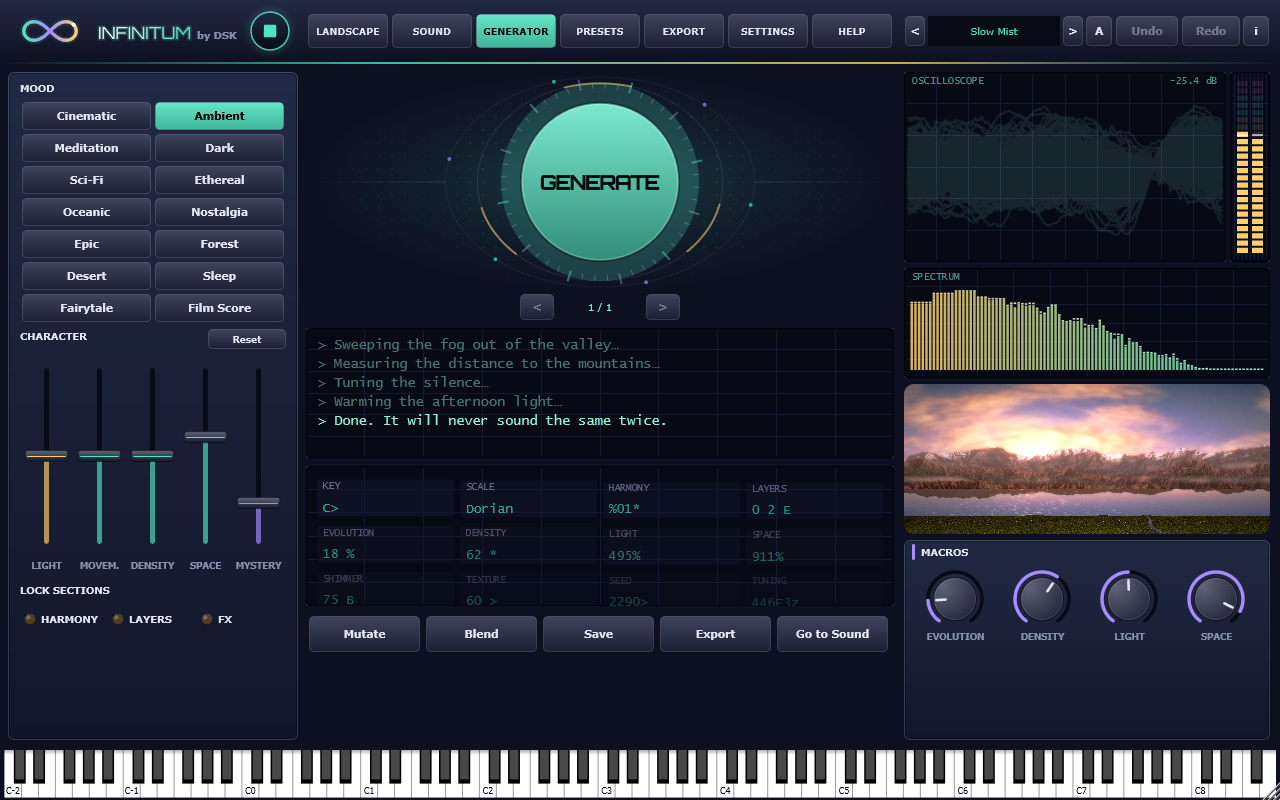 INFINITUM by DSK
LANDSCAPE SOUND GENERATOR PRESETS EXPORT SETTINGS HELP
< Slow Mist > A Undo Redo i
MOOD
Cinematic Ambient
Meditation Dark
Sci-Fi Ethereal
Oceanic Nostalgia
Epic Forest
Desert Sleep
Fairytale Film Score
CHARACTER Reset
LIGHT MOVEM. DENSITY SPACE MYSTERY
LOCK SECTIONS
HARMONY LAYERS FX
GENERATE
< 1 / 1 >
> Sweeping the fog out of the valley…
> Measuring the distance to the mountains…
> Tuning the silence…
> Warming the afternoon light…
> Done. It will never sound the same twice.
KEY SCALE HARMONY LAYERS
C> Dorian %01* 0 2 E
EVOLUTION DENSITY LIGHT SPACE
18 % 62 * 495% 911%
SHIMMER TEXTURE SEED TUNING
75 B 60 > 2290>
Mutate Blend Save Export Go to Sound
OSCILLOSCOPE -25.4 dB
SPECTRUM
MACROS
EVOLUTION DENSITY LIGHT SPACE
C-2 C-1 C0 C1 C2 C3 C4 C5 C6 C7 C8